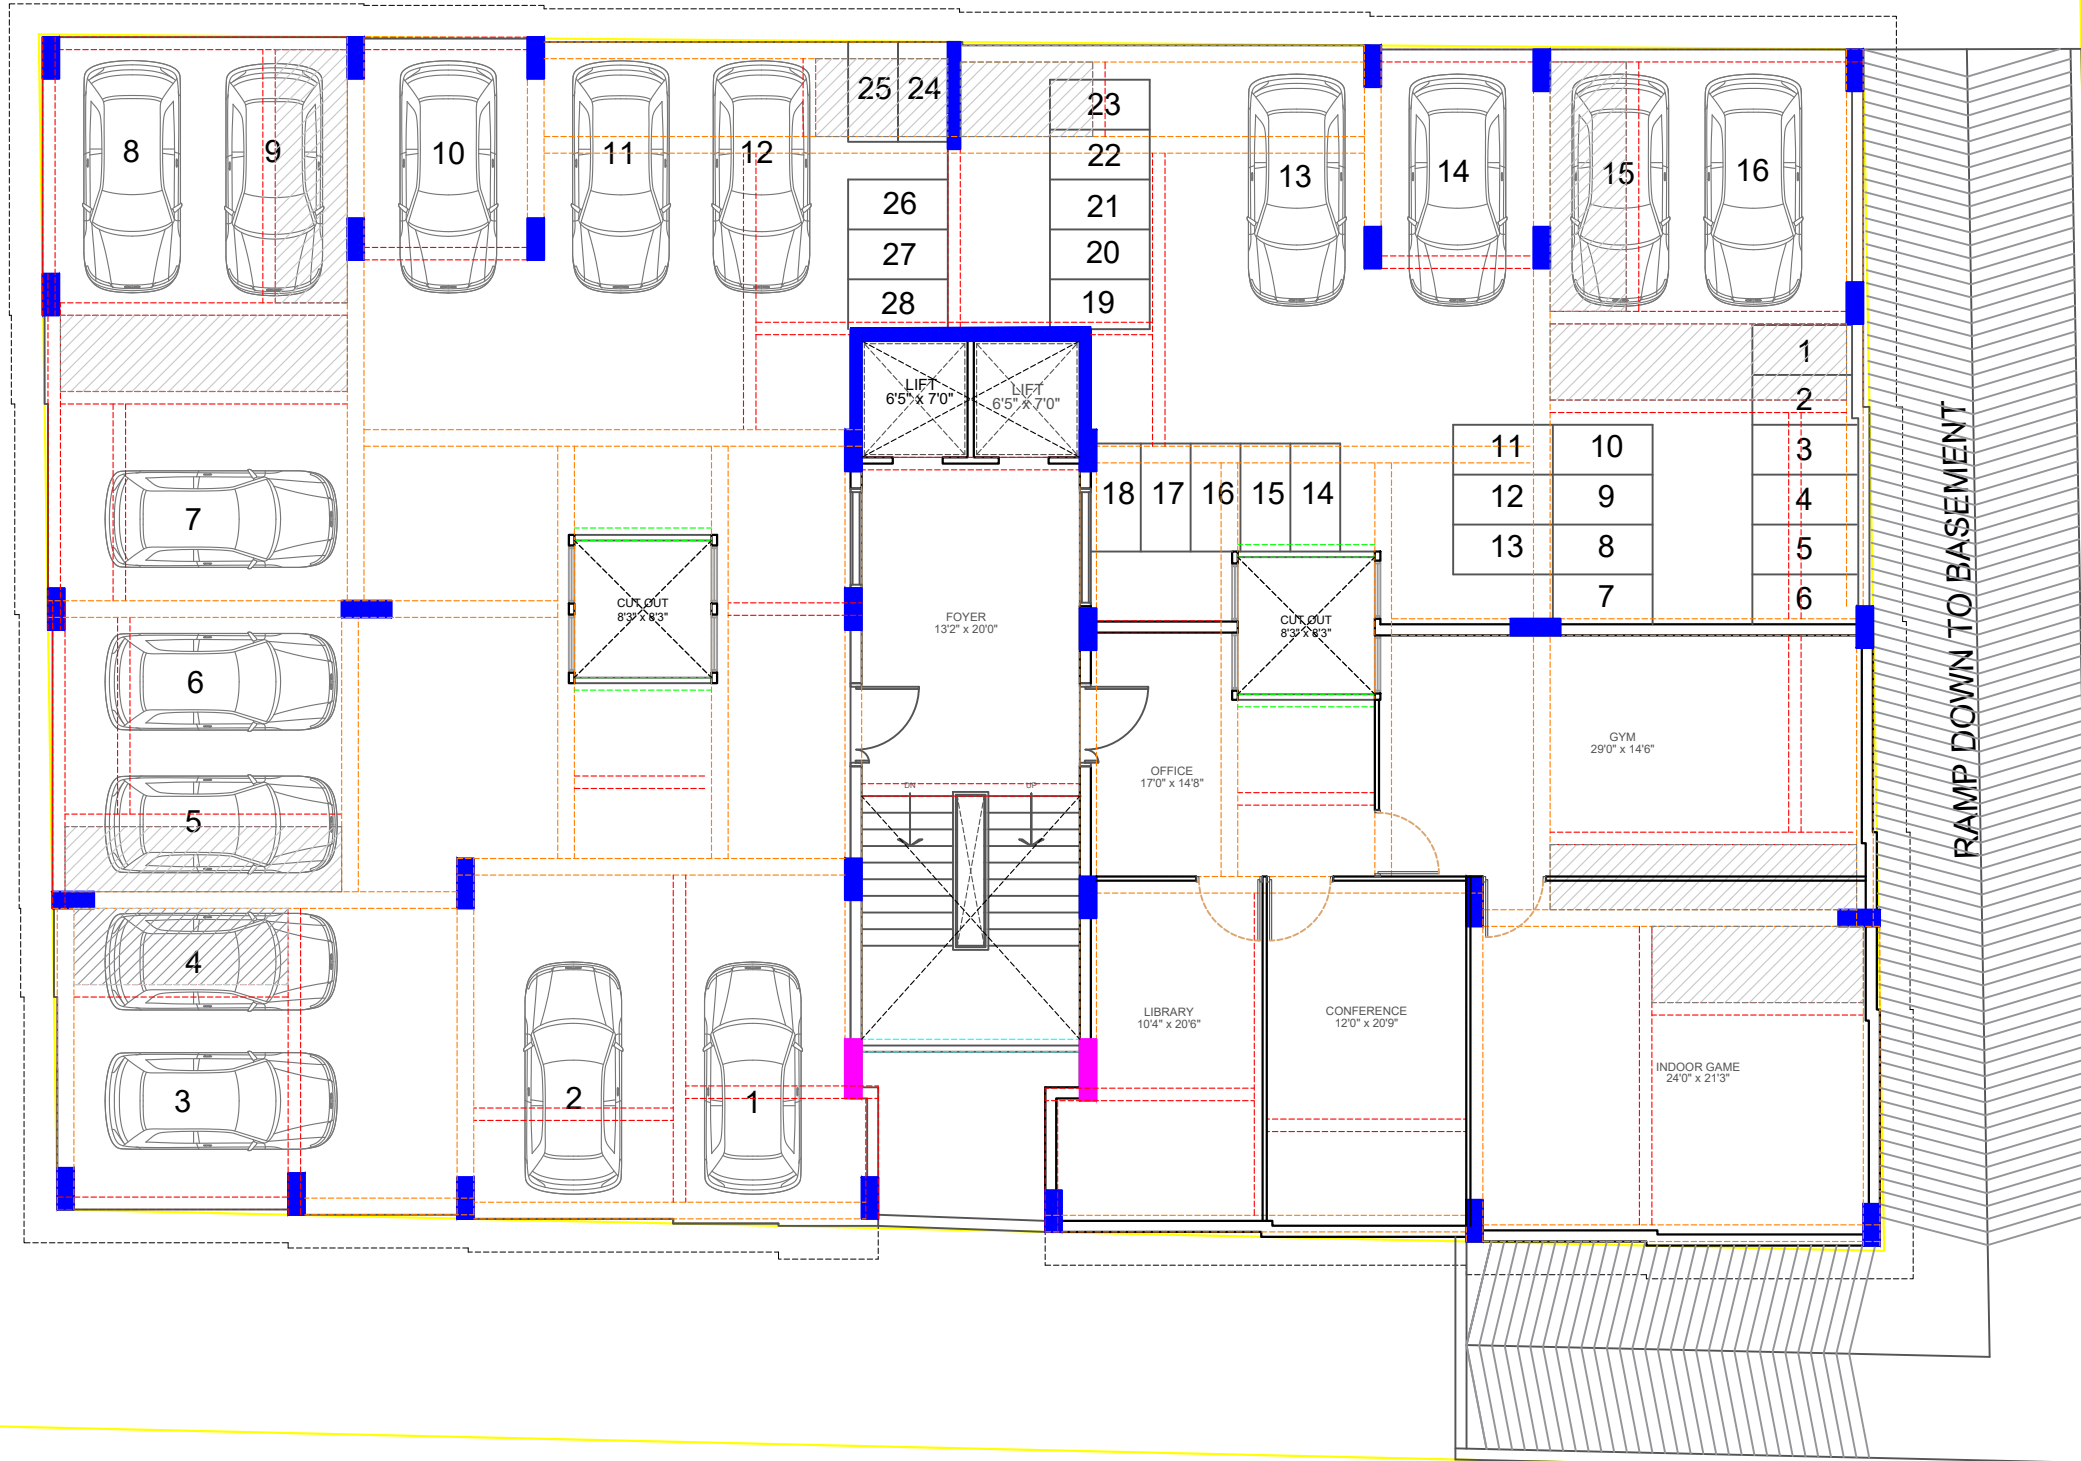 25
24
23
8
9
10
11
12
22
13
14
15
16
26
21
27
20
28
19
LIFT
6'5" x 7'0"
LIFT
6'5" x 7'0"
1
2
3
4
5
6
11
10
12
9
13
8
7
18
17
16
15
14
7
CUT OUT
8'3" x 8'3"
FOYER
13'2" x 20'0"
CUT OUT
8'3" x 8'3"
RAMP DOWN TO BASEMENT
6
GYM
29'0" x 14'6"
OFFICE
17'0" x 14'8"
DN
UP
5
4
LIBRARY
10'4" x 20'6"
CONFERENCE
12'0" x 20'9"
INDOOR GAME
24'0" x 21'3"
3
2
1